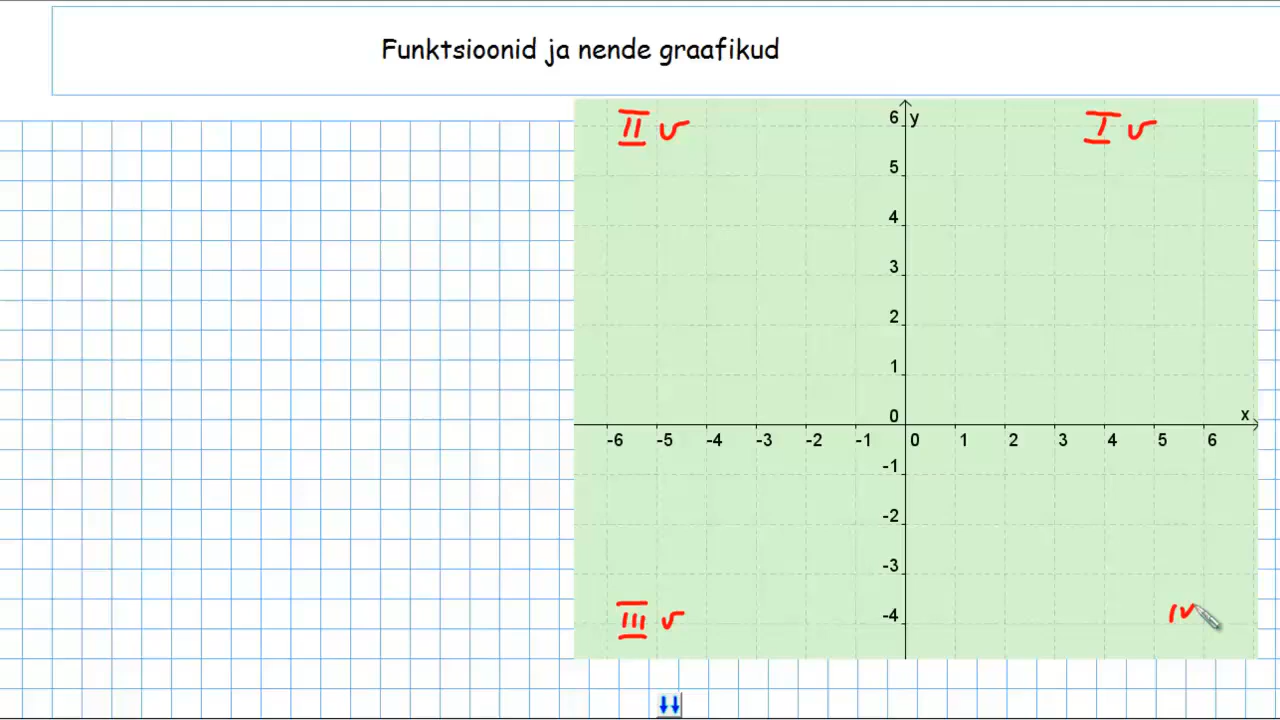 Funktsioonid ja nende graafikud
II v
6 y
I v
5
4
3
2
1
0 x
-6 -5 -4 -3 -2 -1 0 1 2 3 4 5 6
-1
-2
-3
-4
III v
IV